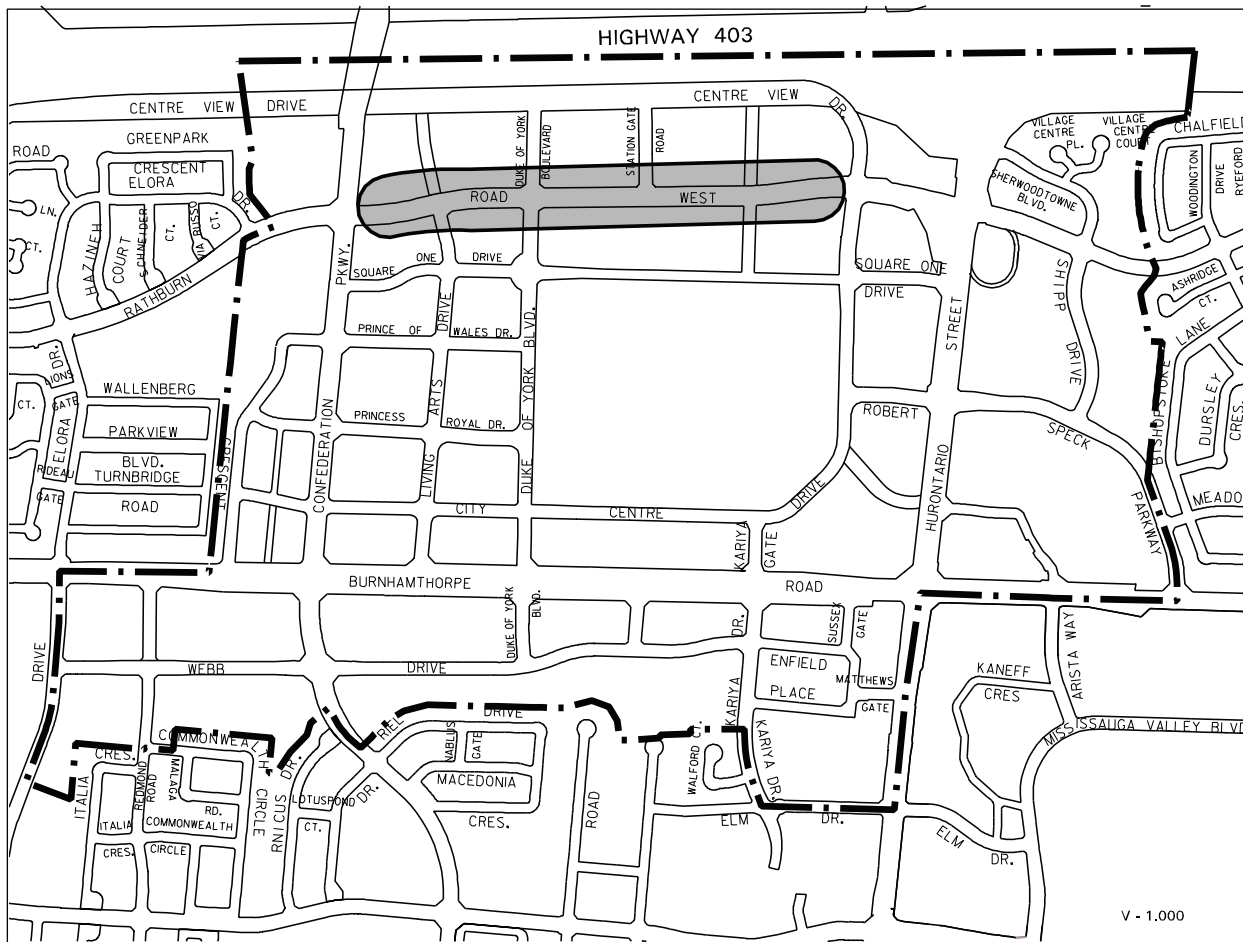 HIGHWAY 403
CENTRE VIEW DRIVE
CENTRE VIEW DR.
GREENPARK
CRESCENT
ELORA
DR.
ROAD
LN.
CT.
HAZINEH
COURT
SCHNEIDER
CT.
VIA BUSSO
CT.
RATHBURN
ROAD WEST
DUKE OF YORK
BOULEVARD
STATION GATE
ROAD
VILLAGE
CENTRE
PL.
VILLAGE
CENTRE
COURT
CHALFIELD
WOODINGTON
DRIVE
RYEFORD
SHERWOODTOWNE
BLVD.
SHIPP
DRIVE
ASHRIDGE
CT.
LANE
BISHOPSTOKE
DURSLEY
CRES.
MEADO
PKWY.
SQUARE ONE DRIVE
SQUARE ONE
DRIVE
PRINCE OF WALES DR.
PRINCESS ROYAL DR.
LIVING ARTS DRIVE
DUKE OF YORK BLVD.
CONFEDERATION
STREET
HURONTARIO
ROBERT
SPECK
PARKWAY
LIONS
GATE
DR.
ELORA
CT.
RIDEAU
GATE
WALLENBERG
PARKVIEW
BLVD.
TURNBRIDGE
ROAD
CRESCENT
CITY CENTRE DRIVE
KARIYA
GATE
BURNHAMTHORPE ROAD
DUKE OF YORK
BLVD.
DRIVE
WEBB DRIVE
KARIYA DR.
SUSSEX
GATE
ENFIELD
PLACE
MATTHEWS
GATE
KANEFF
CRES
ARISTA WAY
MISSISSAUGA VALLEY BLVD
COMMONWEALTH
CIRCLE
RIEL DRIVE
NABLUS
GATE
MACEDONIA
CRES.
ITALIA
CRES.
REDMOND
ROAD
MALAGA
RD.
ITALIA
CRES.
COMMONWEALTH
CIRCLE
SUCINR DR.
LOTUSPOND
CT.
DR.
ROAD
WALFORD CT.
KARIYA DR.
ELM DR.
ELM DR.
V - 1.000